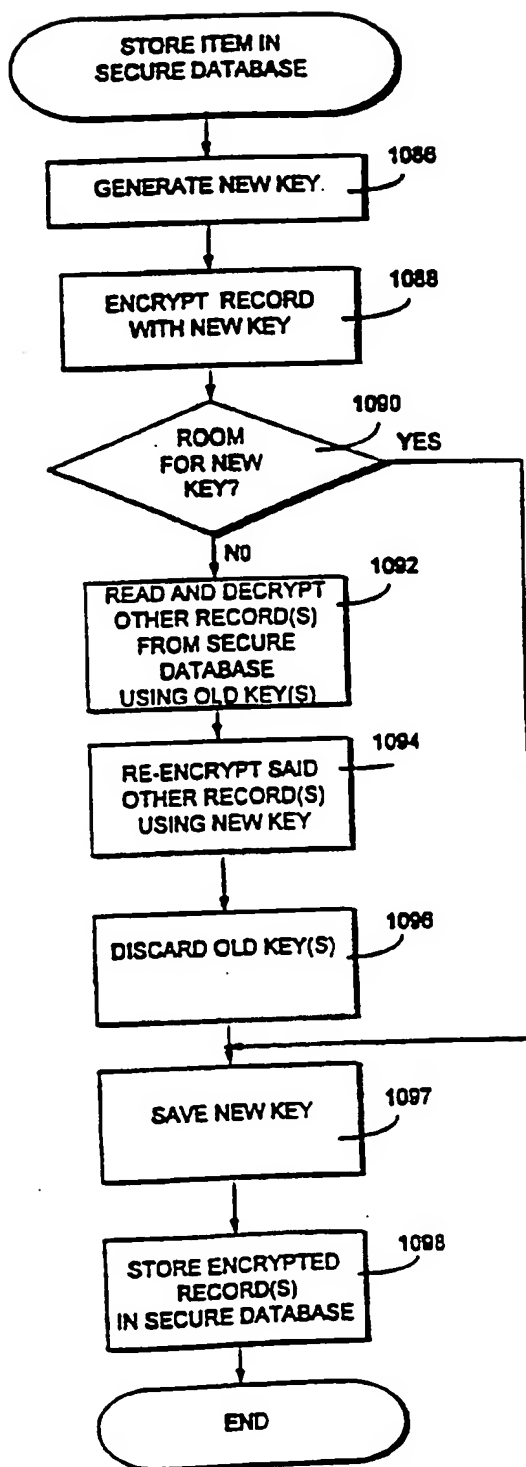 STORE ITEM IN
SECURE DATABASE
1086
GENERATE NEW KEY.
1088
ENCRYPT RECORD
WITH NEW KEY
1090
ROOM
FOR NEW
KEY?
YES
NO
1092
READ AND DECRYPT
OTHER RECORD(S)
FROM SECURE
DATABASE
USING OLD KEY(S)
1094
RE-ENCRYPT SAID
OTHER RECORD(S)
USING NEW KEY
1096
DISCARD OLD KEY(S)
1097
SAVE NEW KEY
1098
STORE ENCRYPTED
RECORD(S)
IN SECURE DATABASE
END